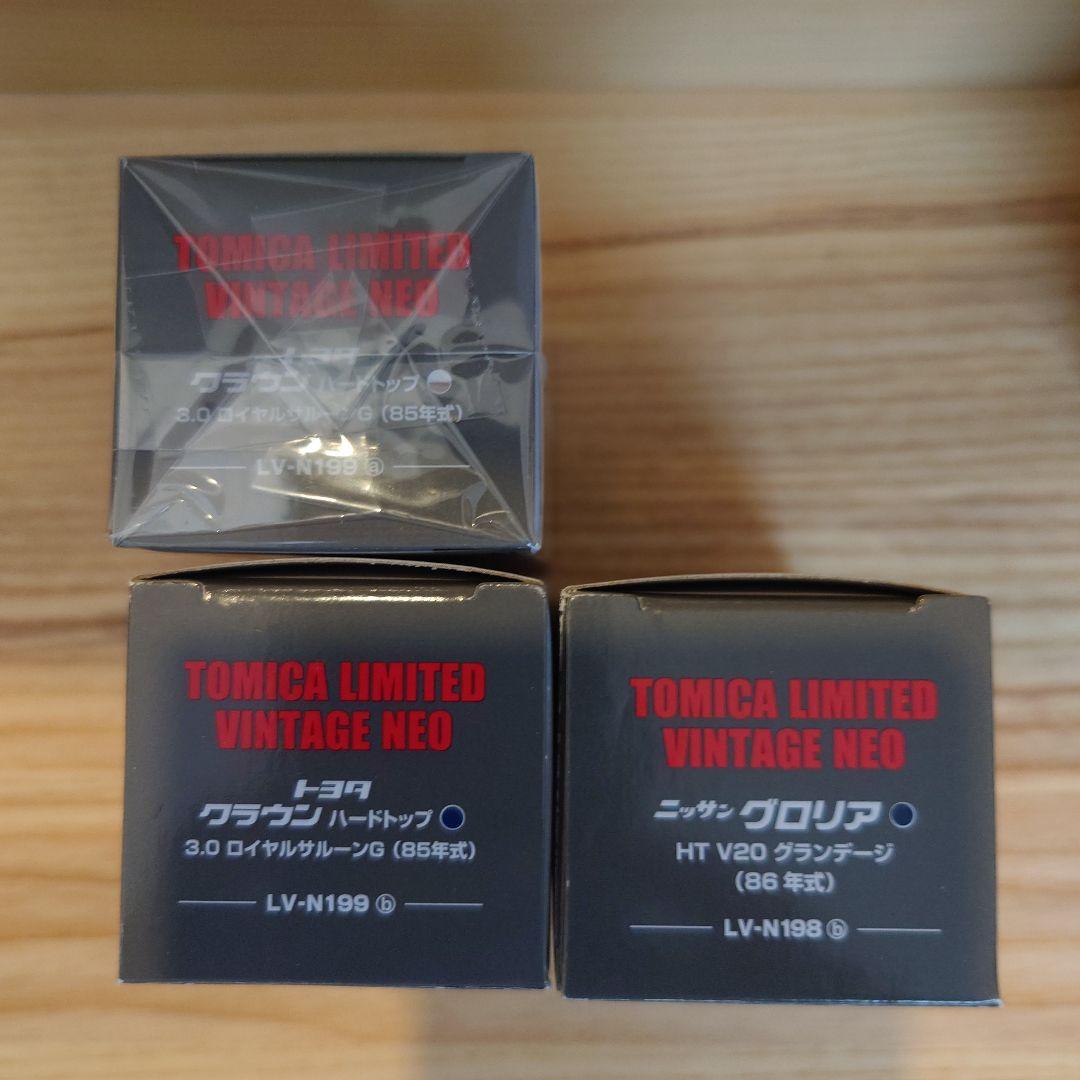 TOMICA LIMITED
VINTAGE NEO
トヨタ
クラウン ハードトップ
3.0 ロイヤルサルーンG（85年式）
LV-N199 ⓐ
TOMICA LIMITED
VINTAGE NEO
トヨタ
クラウン ハードトップ
3.0 ロイヤルサルーンG（85年式）
LV-N199 ⓑ
TOMICA LIMITED
VINTAGE NEO
ニッサン グロリア
HT V20 グランデージ
（86 年式）
LV-N198 ⓑ